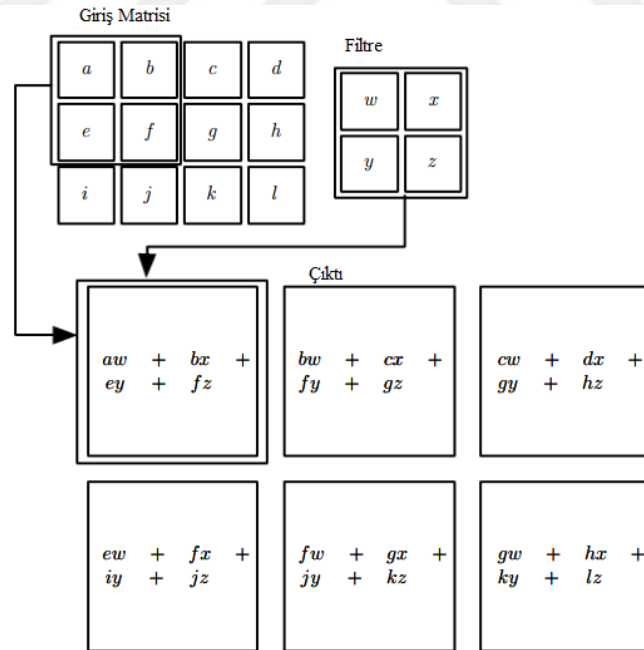 Giriş Matrisi
a b c d
e f g h
i j k l
Filtre
w x
y z
Çıktı
aw + bx +
ey + fz
bw + cx +
fy + gz
cw + dx +
gy + hz
ew + fx +
iy + jz
fw + gx +
jy + kz
gw + hx +
ky + lz